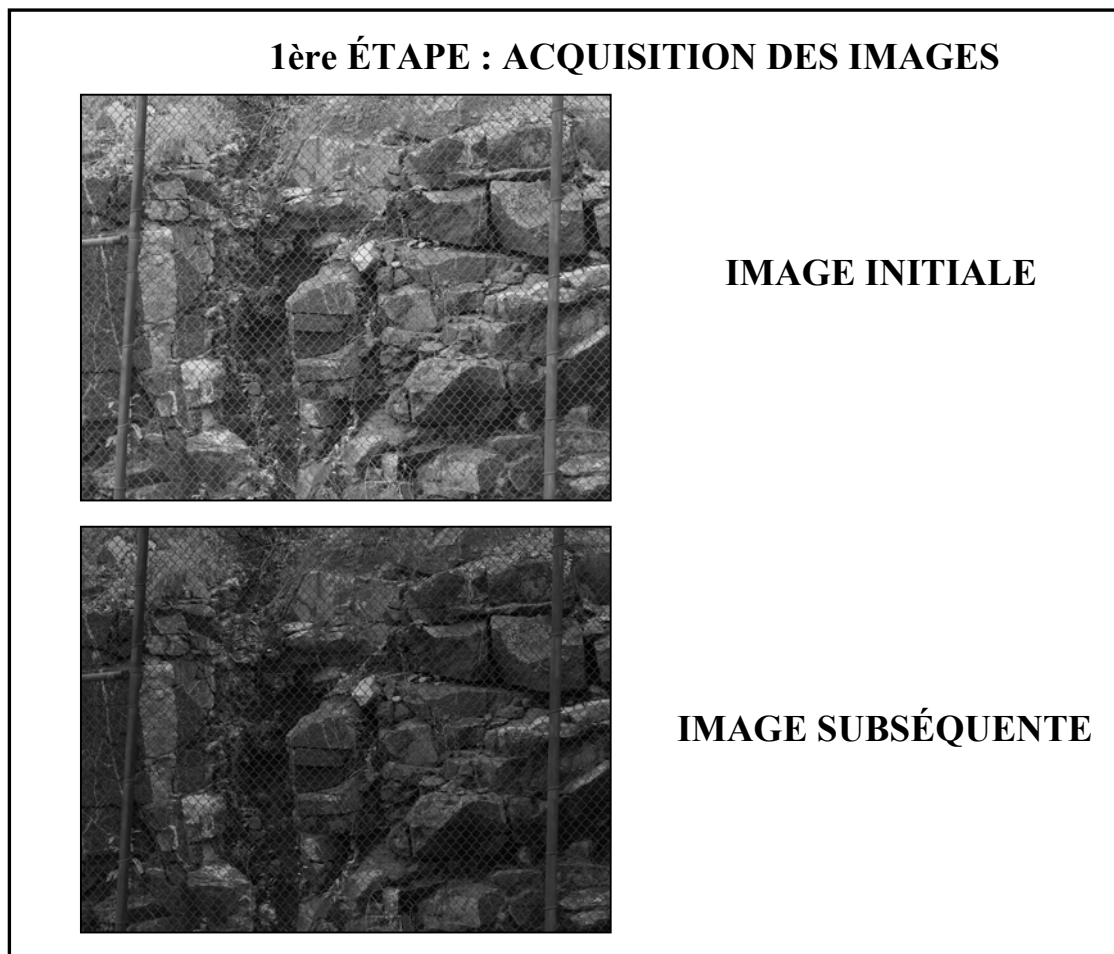 1ère ÉTAPE : ACQUISITION DES IMAGES
IMAGE INITIALE
IMAGE SUBSÉQUENTE